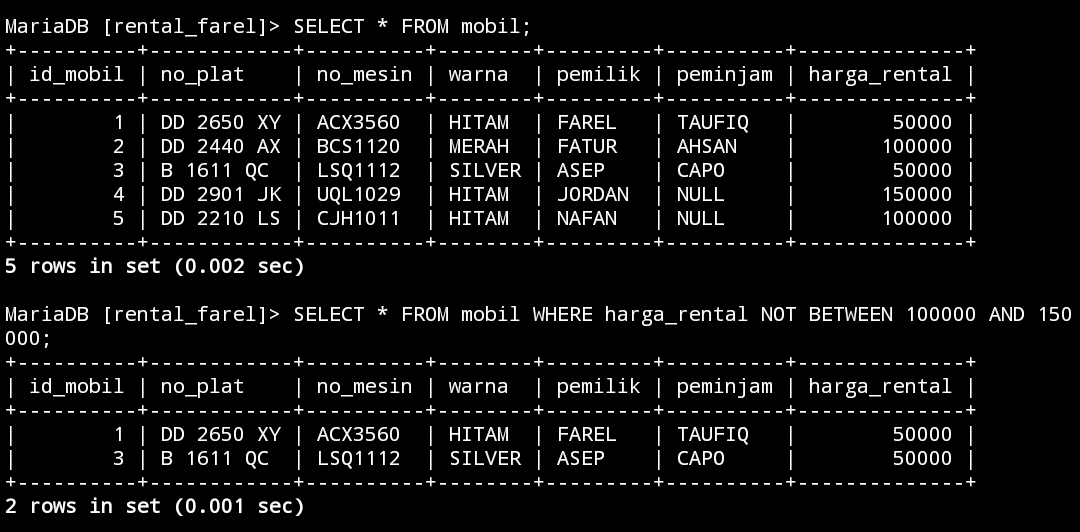 MariaDB [rental_farel]> SELECT * FROM mobil;
+----------+------------+----------+--------+---------+----------+--------------+
| id_mobil | no_plat    | no_mesin | warna  | pemilik | peminjam | harga_rental |
+----------+------------+----------+--------+---------+----------+--------------+
|        1 | DD 2650 XY | ACX3560  | HITAM  | FAREL   | TAUFIQ   |        50000 |
|        2 | DD 2440 AX | BCS1120  | MERAH  | FATUR   | AHSAN    |       100000 |
|        3 | B 1611 QC  | LSQ1112  | SILVER | ASEP    | CAPO     |        50000 |
|        4 | DD 2901 JK | UQL1029  | HITAM  | JORDAN  | NULL     |       150000 |
|        5 | DD 2210 LS | CJH1011  | HITAM  | NAFAN   | NULL     |       100000 |
+----------+------------+----------+--------+---------+----------+--------------+
5 rows in set (0.002 sec)

MariaDB [rental_farel]> SELECT * FROM mobil WHERE harga_rental NOT BETWEEN 100000 AND 150
000;
+----------+------------+----------+--------+---------+----------+--------------+
| id_mobil | no_plat    | no_mesin | warna  | pemilik | peminjam | harga_rental |
+----------+------------+----------+--------+---------+----------+--------------+
|        1 | DD 2650 XY | ACX3560  | HITAM  | FAREL   | TAUFIQ   |        50000 |
|        3 | B 1611 QC  | LSQ1112  | SILVER | ASEP    | CAPO     |        50000 |
+----------+------------+----------+--------+---------+----------+--------------+
2 rows in set (0.001 sec)